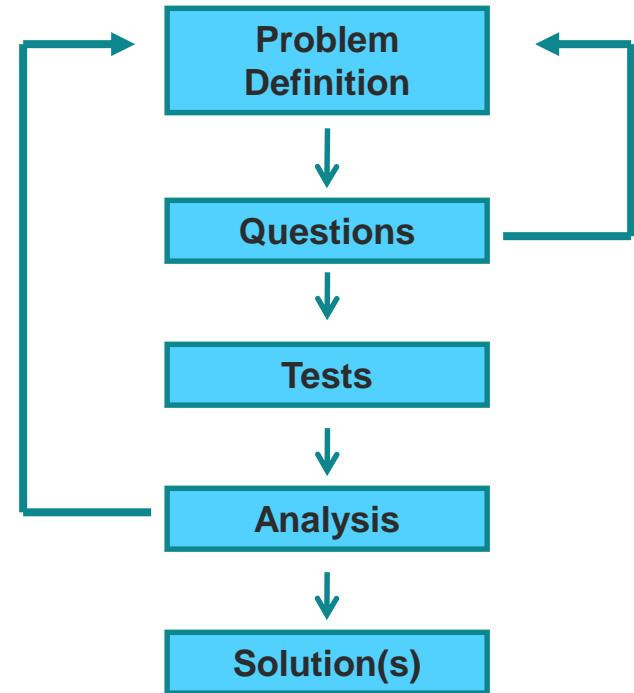 Problem
Definition
Questions
Tests
Analysis
Solution(s)